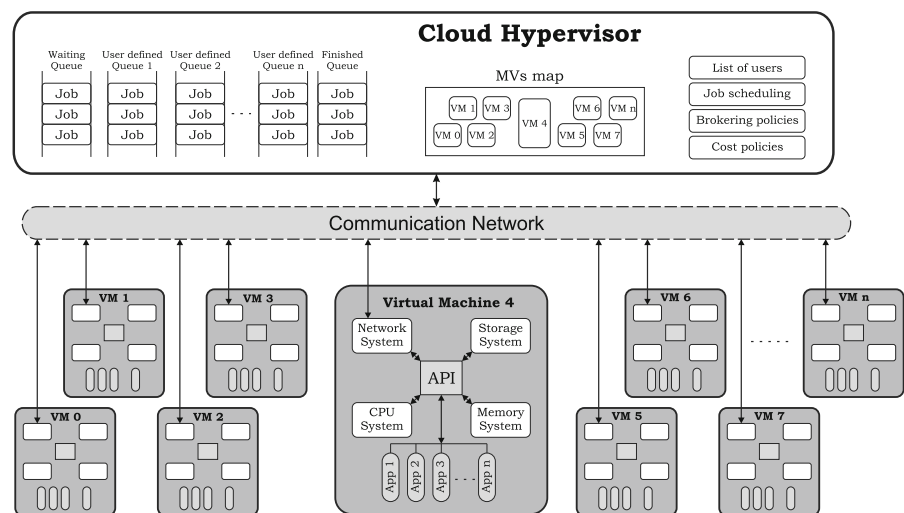 Cloud Hypervisor
Waiting
Queue
User defined
Queue 1
User defined
Queue 2
User defined
Queue n
Finished
Queue
Job Job Job Job Job
Job Job Job . . . Job Job
Job Job Job Job Job
MVs map
VM 1 VM 3 VM 4 VM 6 VM n
VM 0 VM 2 VM 5 VM 7
List of users
Job scheduling
Brokering policies
Cost policies
Communication Network
VM 1
VM 3
Virtual Machine 4
Network
System
Storage
System
API
CPU
System
Memory
System
App 1
App 2
App 3
. . .
App n
VM 6
. . . . .
VM n
VM 0
VM 2
VM 5
VM 7